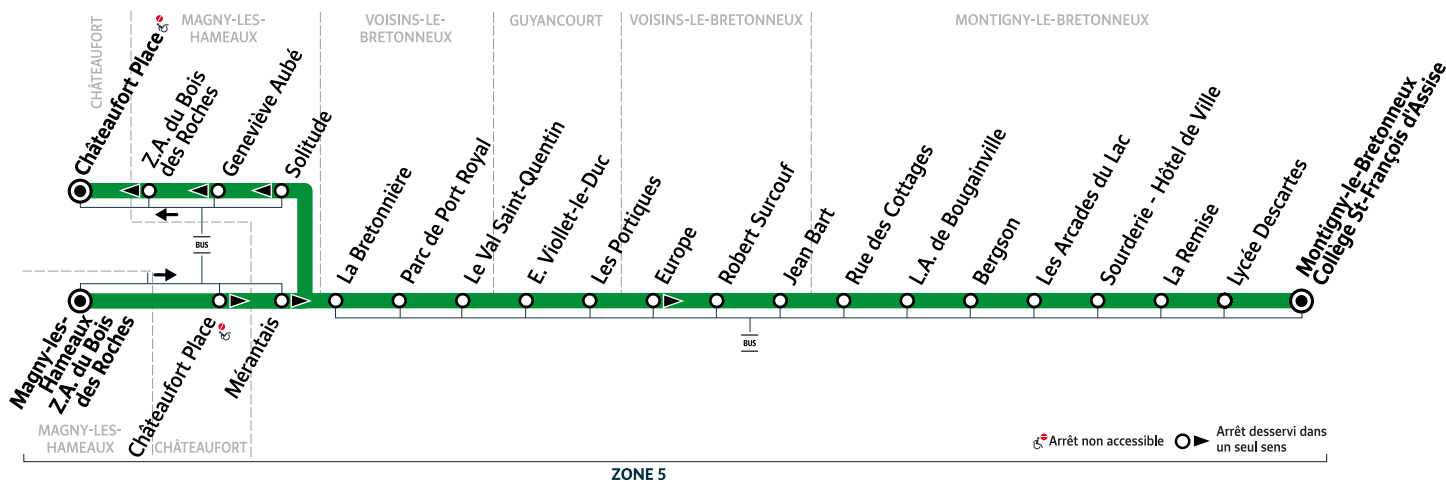 CHÂTEAUFORT
MAGNY-LES-
HAMEAUX
VOISINS-LE-
BRETONNEUX
GUYANCOURT
VOISINS-LE-BRETONNEUX
MONTIGNY-LE-BRETONNEUX
Châteaufort Place
Z.A. du Bois
des Roches
Geneviève Aubé
Solitude
BUS
Magny-les-
Hameaux
Z.A. du Bois
des Roches
Châteaufort Place
Mérantais
La Bretonnière
Parc de Port Royal
Le Val Saint-Quentin
E. Viollet-le-Duc
Les Portiques
Europe
Robert Surcouf
Jean Bart
Rue des Cottages
L.A. de Bougainville
Bergson
Les Arcades du Lac
Sourderie - Hôtel de Ville
La Remise
Lycée Descartes
Montigny-le-Bretonneux
Collège St-François d'Assise
BUS
MAGNY-LES-
HAMEAUX
CHÂTEAUFORT
Arrêt non accessible
Arrêt desservi dans
un seul sens
ZONE 5